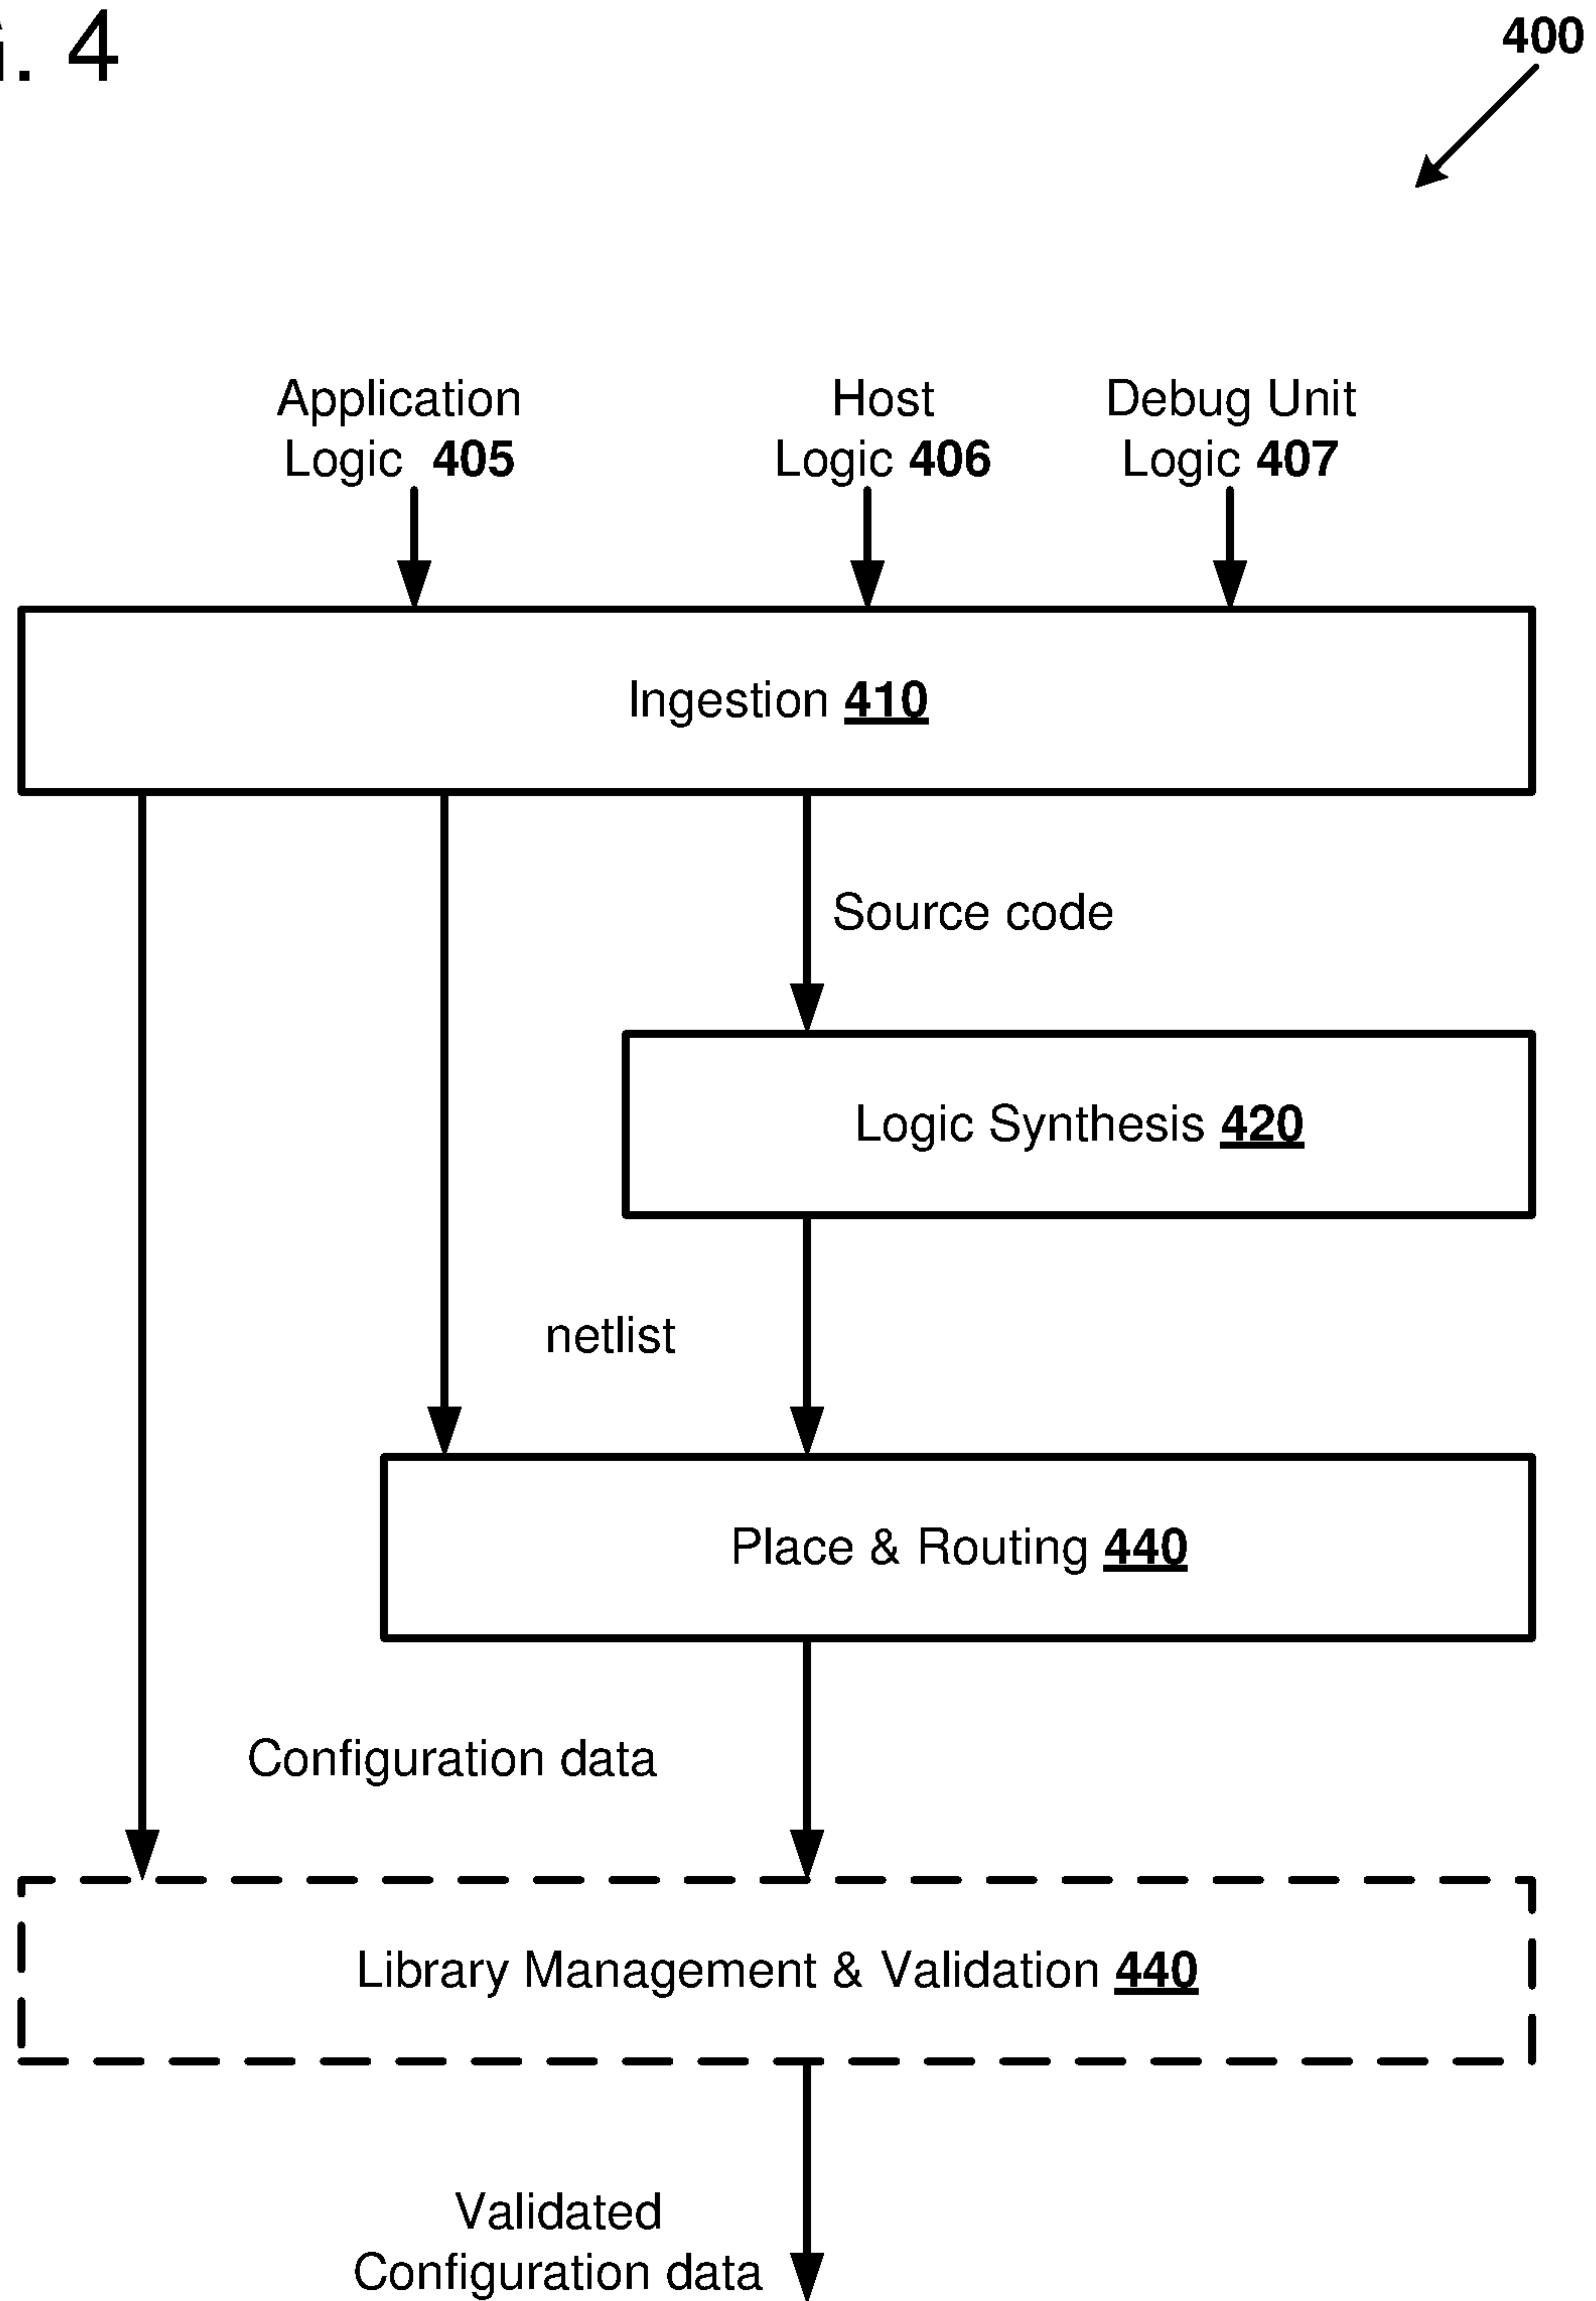 . 4
400
Application
Logic 405
Host
Logic 406
Debug Unit
Logic 407
Ingestion 410
Source code
Logic Synthesis 420
netlist
Place & Routing 440
Configuration data
Library Management & Validation 440
Validated
Configuration data